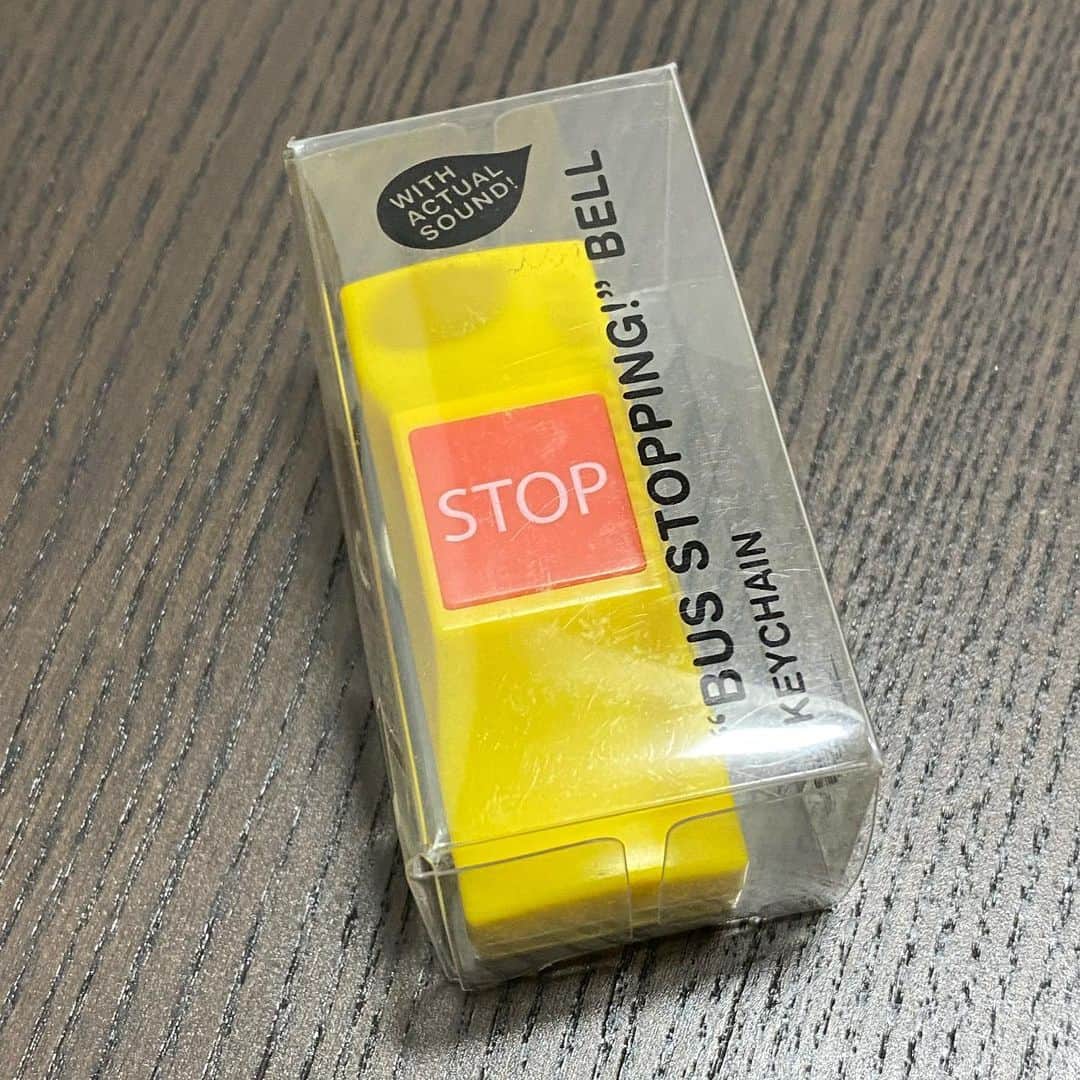 WITH
ACTUAL
SOUND!
STOP
“BUS STOPPING!” BELL
KEYCHAIN